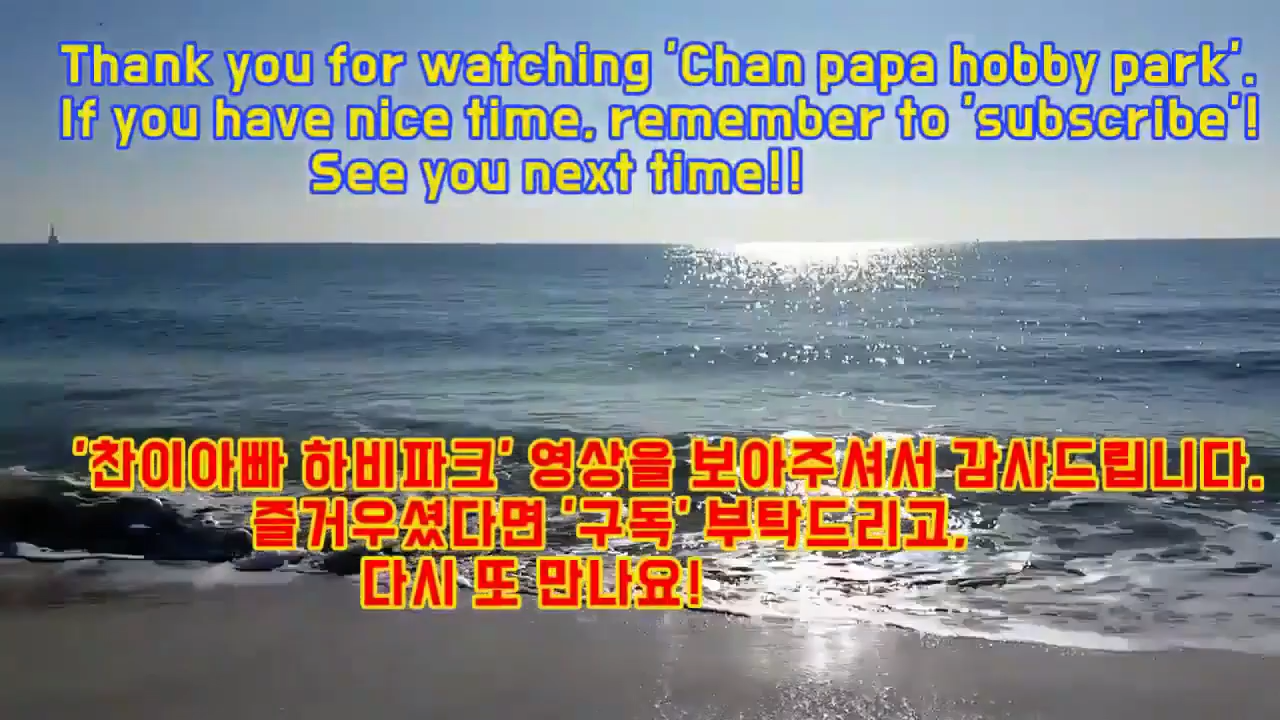 Thank you for watching 'Chan papa hobby park'.
If you have nice time, remember to 'subscribe'!
See you next time!!
'찬이아빠 하비파크' 영상을 보아주셔서 감사드립니다.
즐거우셨다면 '구독' 부탁드리고,
다시 또 만나요!